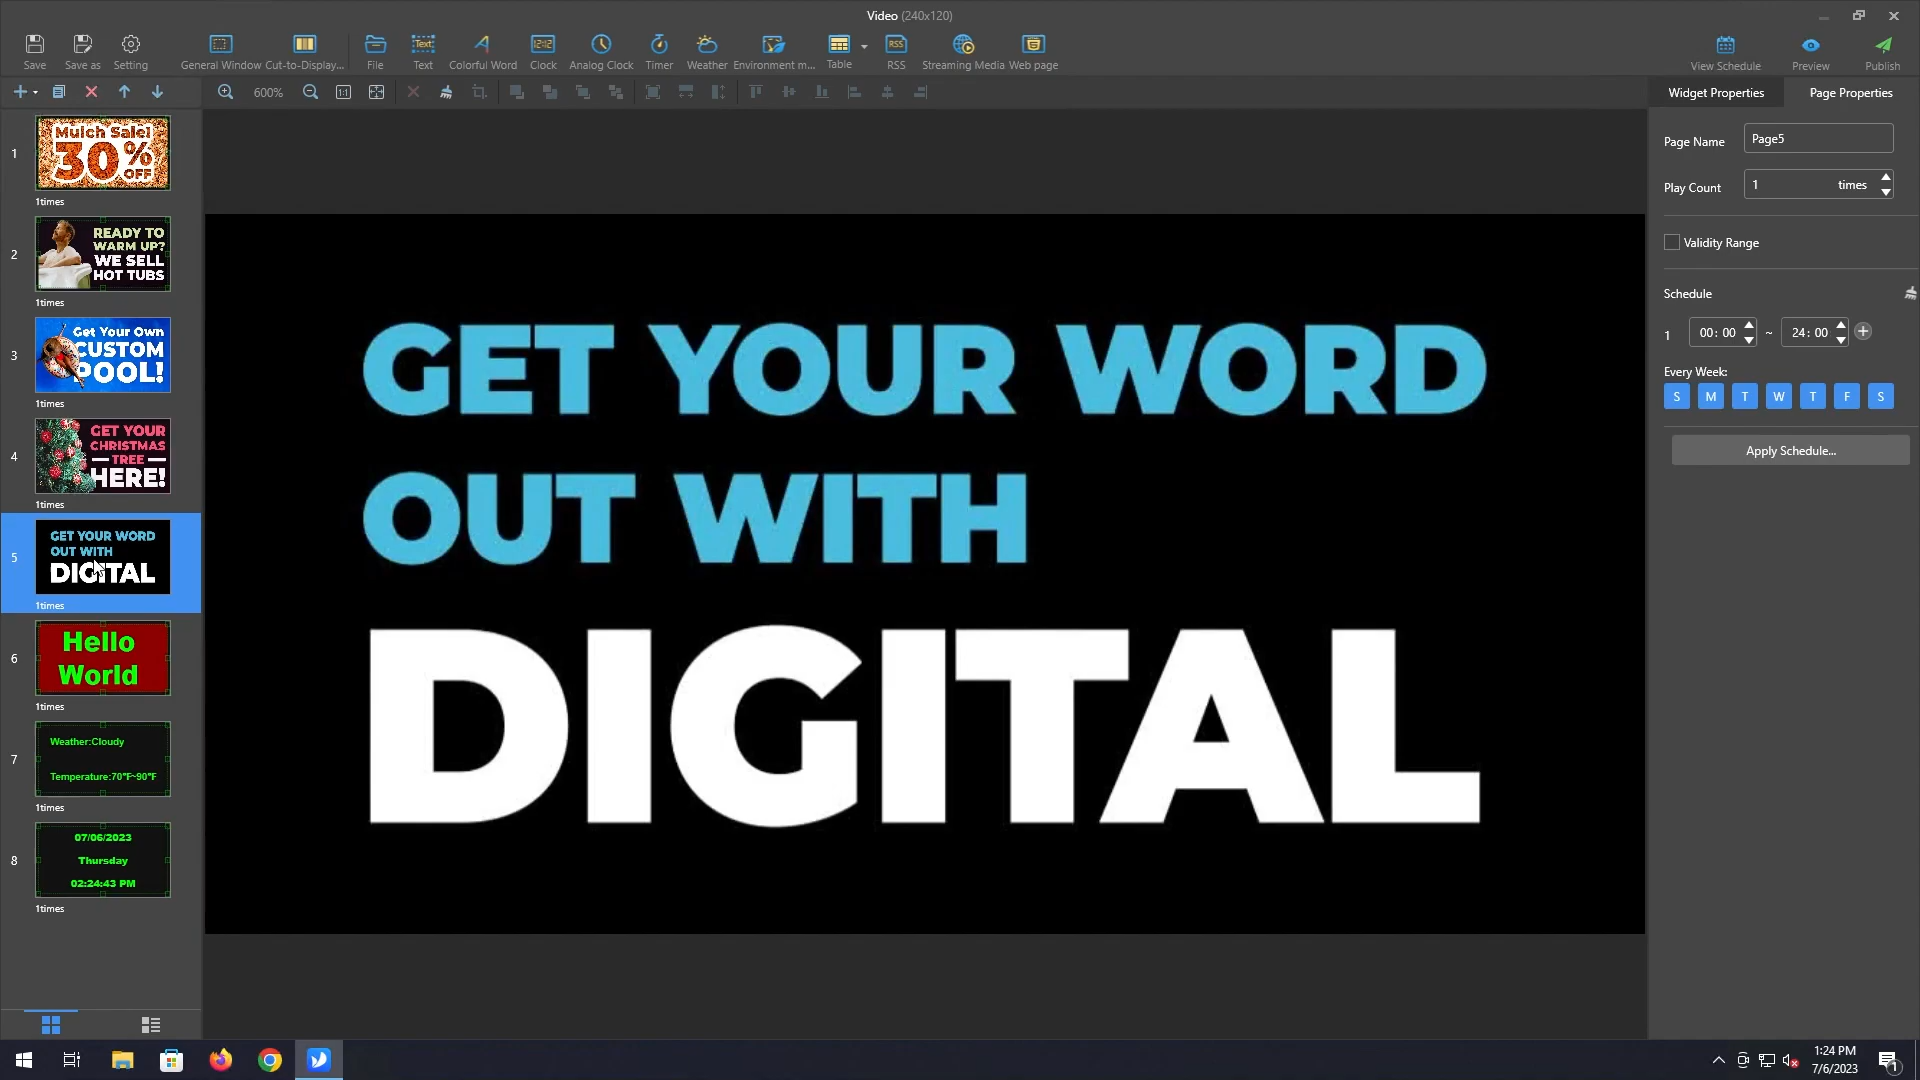 Video (240x120)
Save
Save as
Setting
General Window
Cut-to-Display...
File
Text
Colorful Word
Clock
Analog Clock
Timer
Weather
Environment m...
Table
RSS
Streaming Media
Web page
View Schedule
Preview
Publish
600%
Widget Properties
Page Properties
1
Mulch Sale!
30%
OFF
1times
2
READY TO
WARM UP?
WE SELL
HOT TUBS
1times
3
Get Your Own
CUSTOM
POOL!
1times
4
GET YOUR
CHRISTMAS
TREE
HERE!
1times
5
GET YOUR WORD
OUT WITH
DIGITAL
1times
6
Hello
World
1times
7
Weather:Cloudy
Temperature:70°F~90°F
1times
8
07/06/2023
Thursday
02:24:43 PM
1times
GET YOUR WORD
OUT WITH
DIGITAL
Page Name
Page5
Play Count
1 times
Validity Range
Schedule
1 00: 00 ~ 24: 00
Every Week:
S M T W T F S
Apply Schedule...
1:24 PM
7/6/2023
1